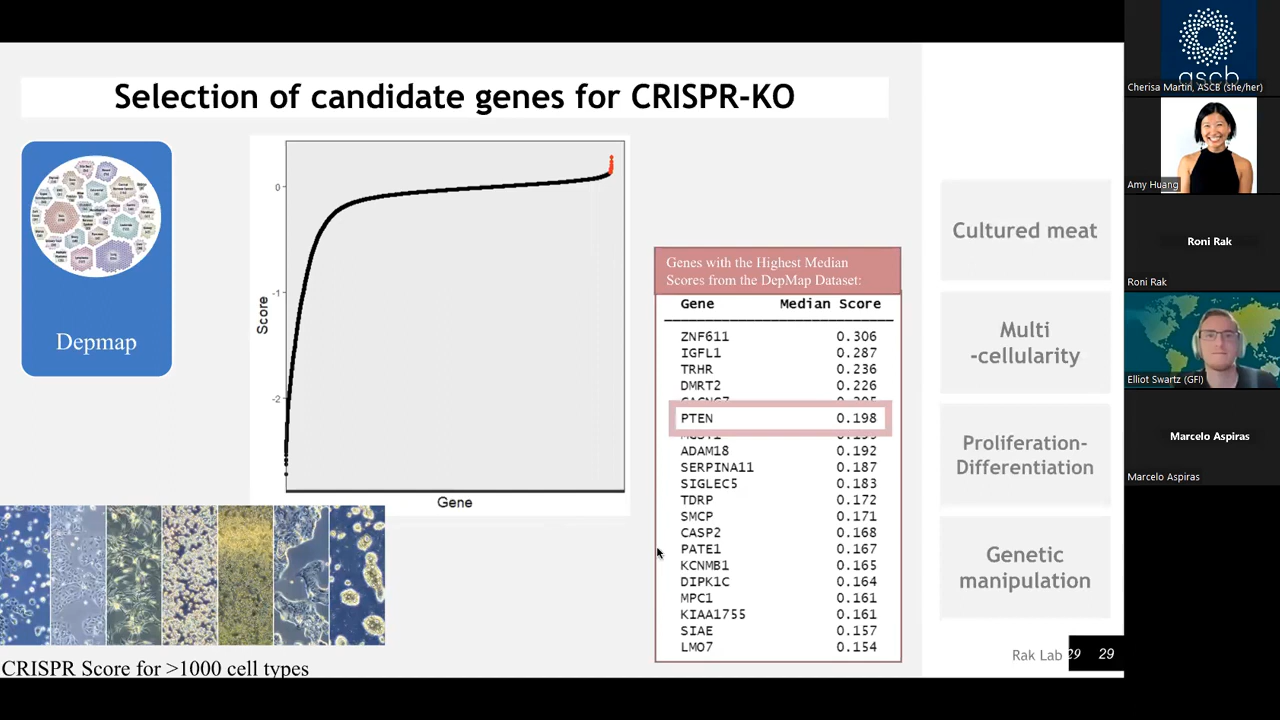 Selection of candidate genes for CRISPR-KO
Depmap
Score
0
-1
-2
Gene
Genes with the Highest Median
Scores from the DepMap Dataset:
Gene Median Score
ZNF611 0.306
IGFL1 0.287
TRHR 0.236
DMRT2 0.226
PTEN 0.198
ADAM18 0.192
SERPINA11 0.187
SIGLEC5 0.183
TDRP 0.172
SMCP 0.171
CASP2 0.168
PATE1 0.167
KCNMB1 0.165
DIPK1C 0.164
MPC1 0.161
KIAA1755 0.161
SIAE 0.157
LMO7 0.154
CRISPR Score for >1000 cell types
Cultured meat
Multi
-cellularity
Proliferation-
Differentiation
Genetic
manipulation
Rak Lab 29 29
ascb
Cherisa Martin, ASCB (she/her)
Amy Huang
Roni Rak
Roni Rak
Elliot Swartz (GFI)
Marcelo Aspiras
Marcelo Aspiras